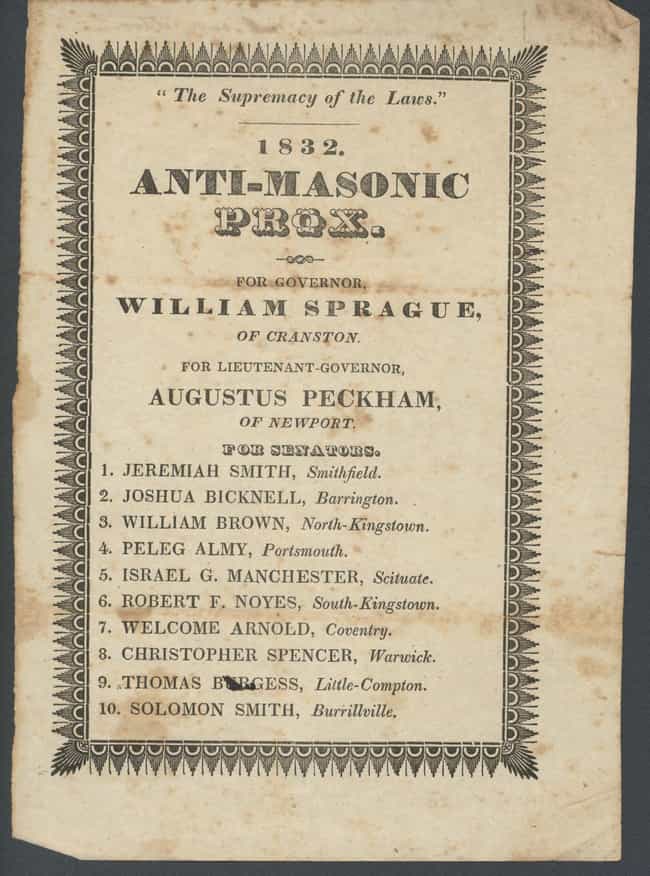 “ The Supremacy of the Laws.”
1832.
ANTI-MASONIC
PROX.
FOR GOVERNOR,
WILLIAM SPRAGUE,
OF CRANSTON.
FOR LIEUTENANT-GOVERNOR,
AUGUSTUS PECKHAM,
OF NEWPORT.
FOR SENATORS.
1. JEREMIAH SMITH, Smithfield.
2. JOSHUA BICKNELL, Barrington.
3. WILLIAM BROWN, North-Kingstown.
4. PELEG ALMY, Portsmouth.
5. ISRAEL G. MANCHESTER, Scituate.
6. ROBERT F. NOYES, South-Kingstown.
7. WELCOME ARNOLD, Coventry.
8. CHRISTOPHER SPENCER, Warwick.
9. THOMAS BURGESS, Little-Compton.
10. SOLOMON SMITH, Burrillville.